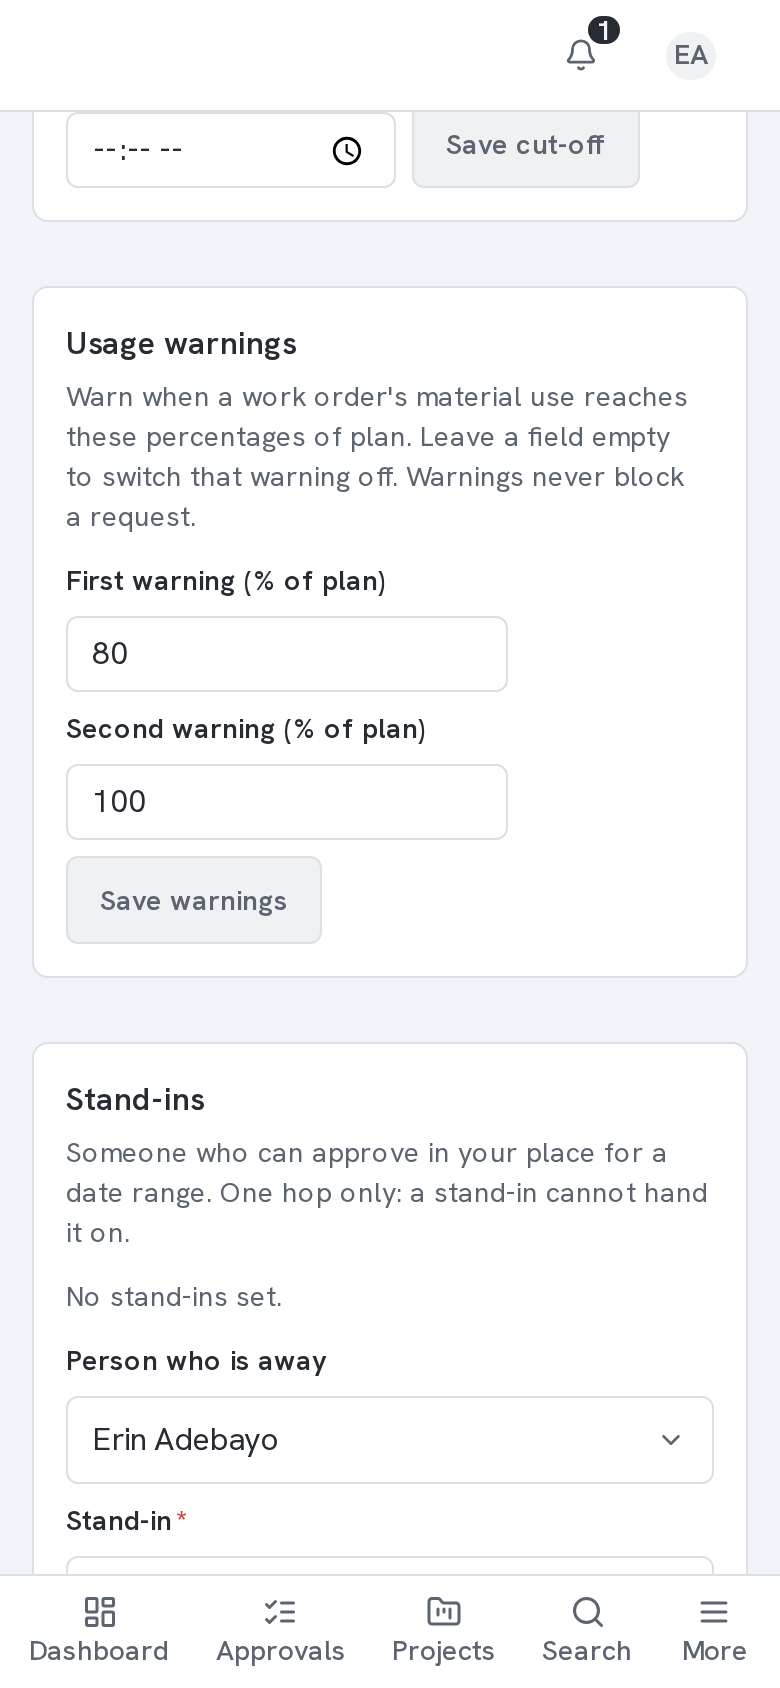 1
EA
--:-- --
Save cut-off
Usage warnings
Warn when a work order's material use reaches
these percentages of plan. Leave a field empty
to switch that warning off. Warnings never block
a request.
First warning (% of plan)
80
Second warning (% of plan)
100
Save warnings
Stand-ins
Someone who can approve in your place for a
date range. One hop only: a stand-in cannot hand
it on.
No stand-ins set.
Person who is away
Erin Adebayo
Stand-in *
Dashboard
Approvals
Projects
Search
More